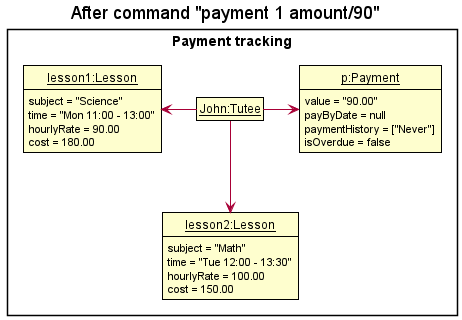 After command "payment 1 amount/90"
Payment tracking
lesson1:Lesson
subject = "Science"
time = "Mon 11:00 - 13:00"
hourlyRate = 90.00
cost = 180.00
John:Tutee
p:Payment
value = "90.00"
payByDate = null
paymentHistory = ["Never"]
isOverdue = false
lesson2:Lesson
subject = "Math"
time = "Tue 12:00 - 13:30"
hourlyRate = 100.00
cost = 150.00